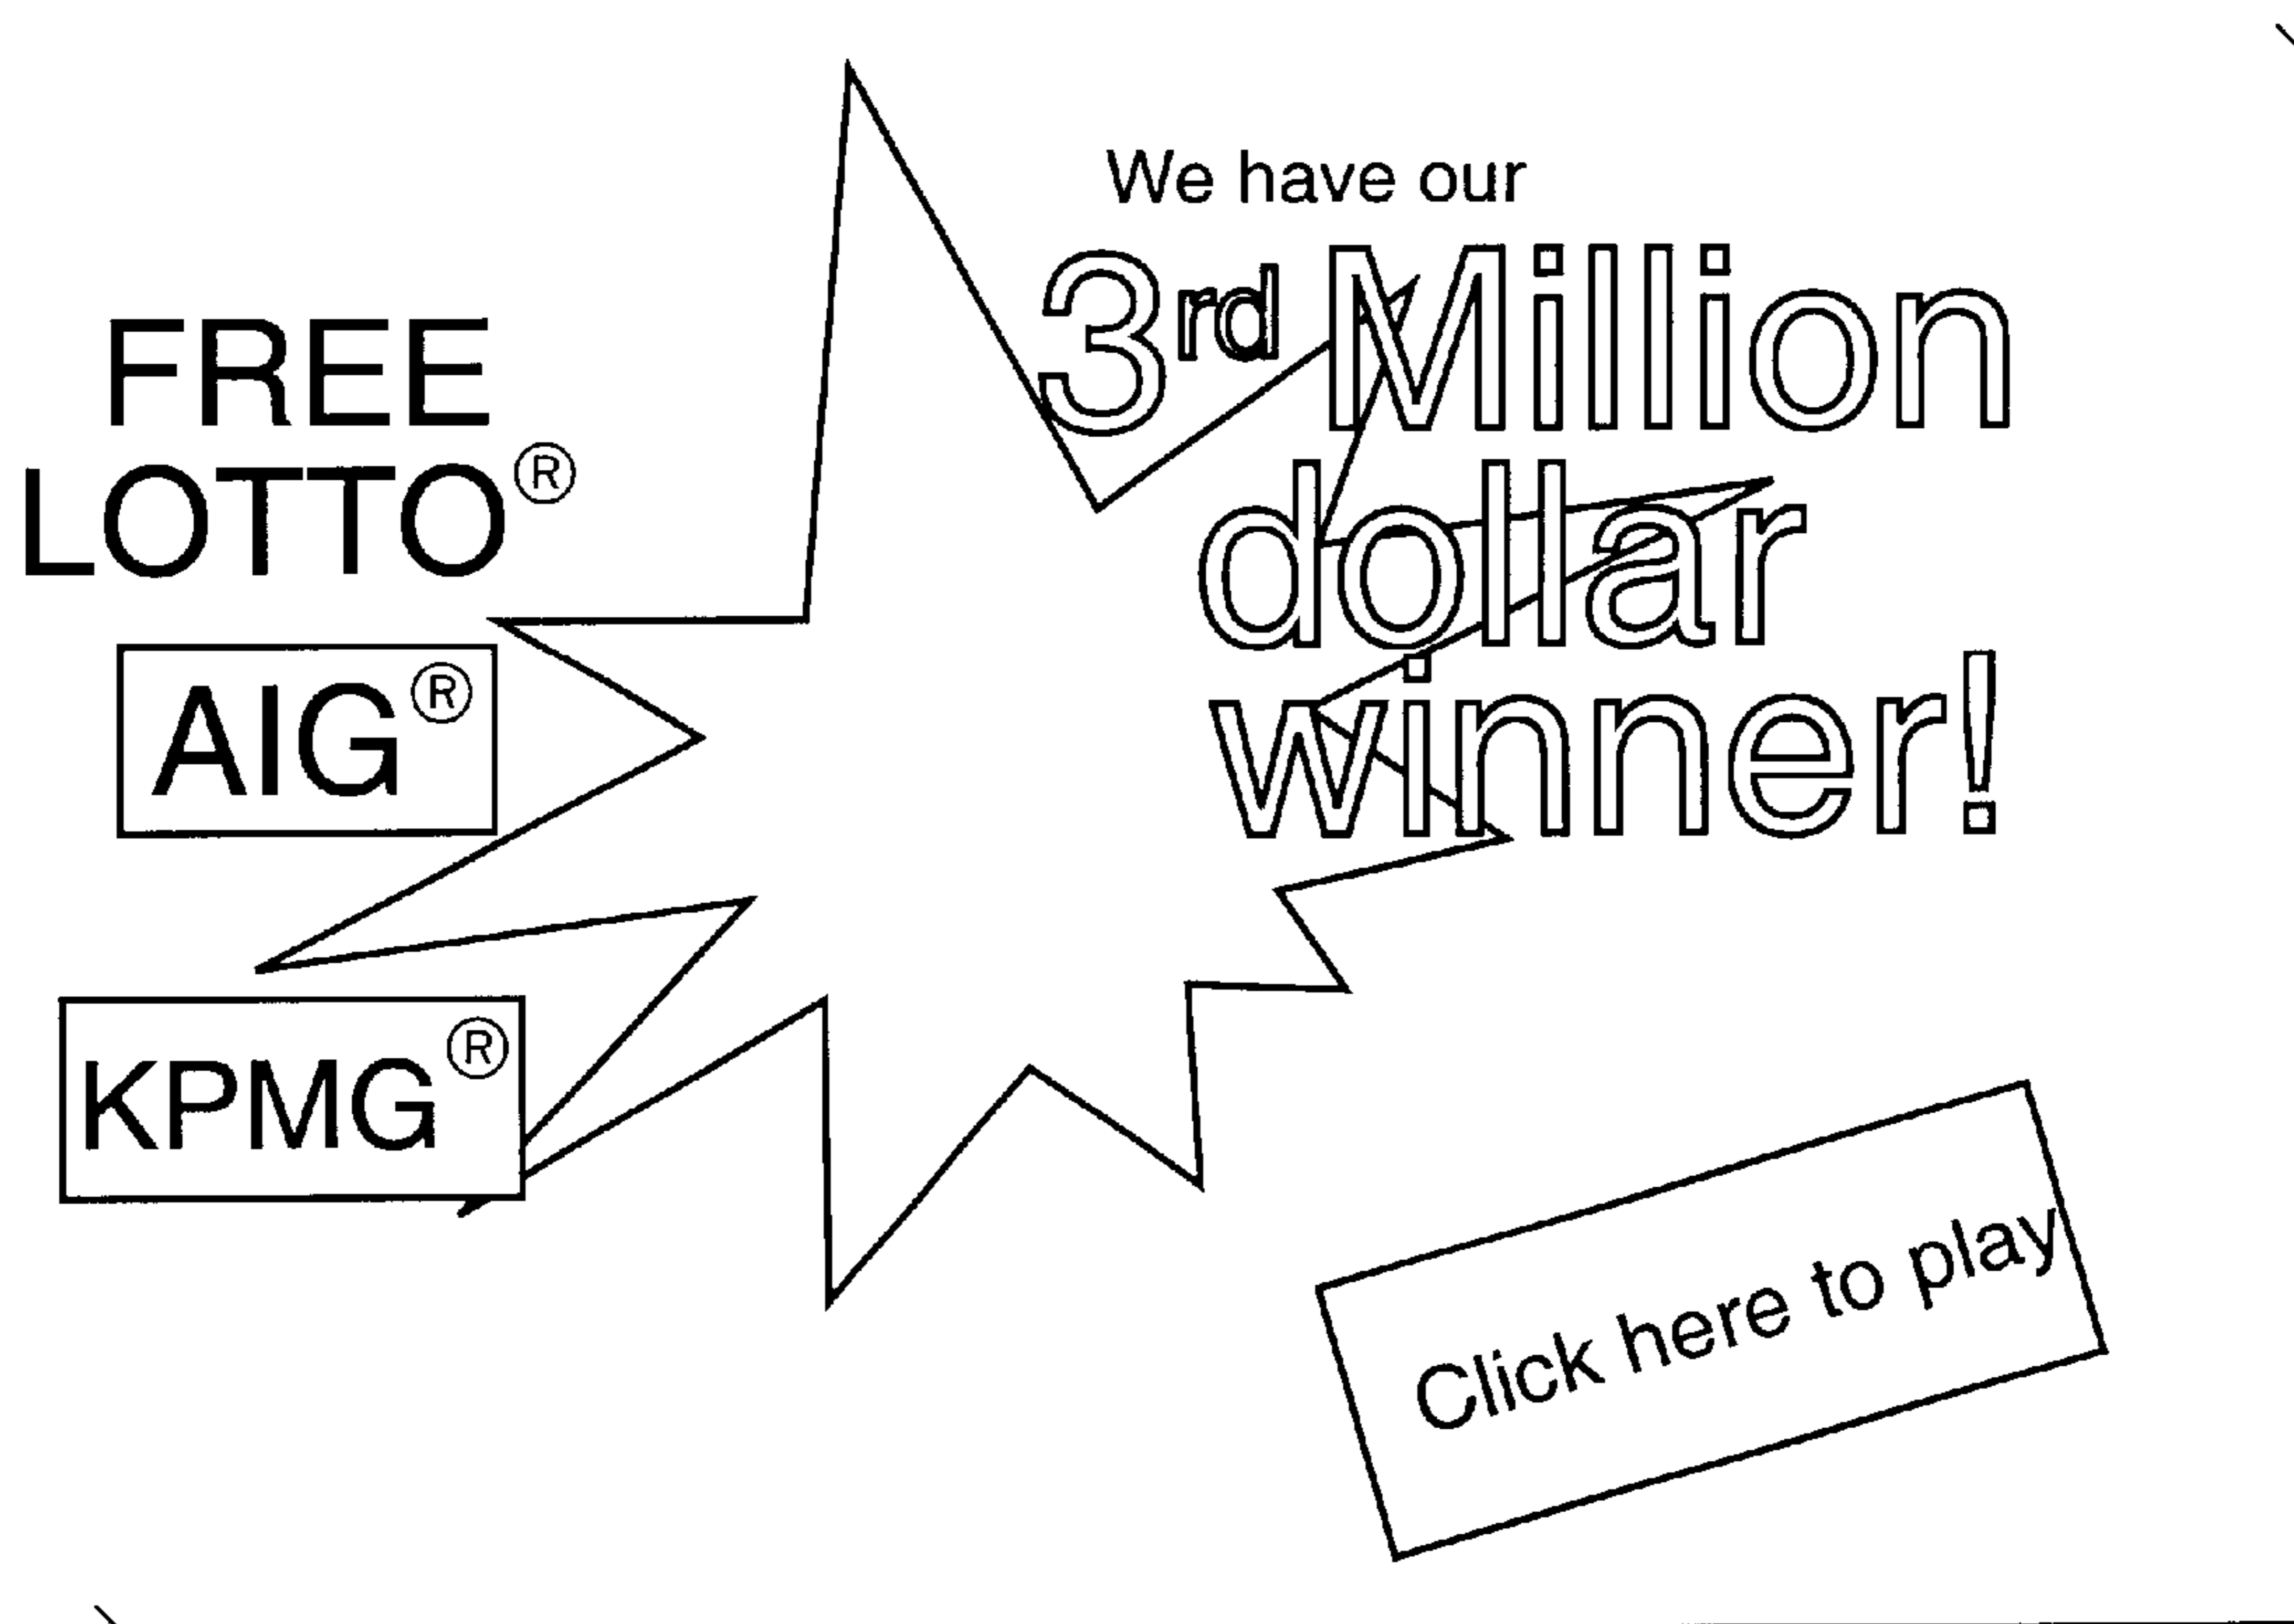 FREE
LOTTO®
AIG®
KPMG®
We have our
3rd Million
dollar
winner!
Click here to play